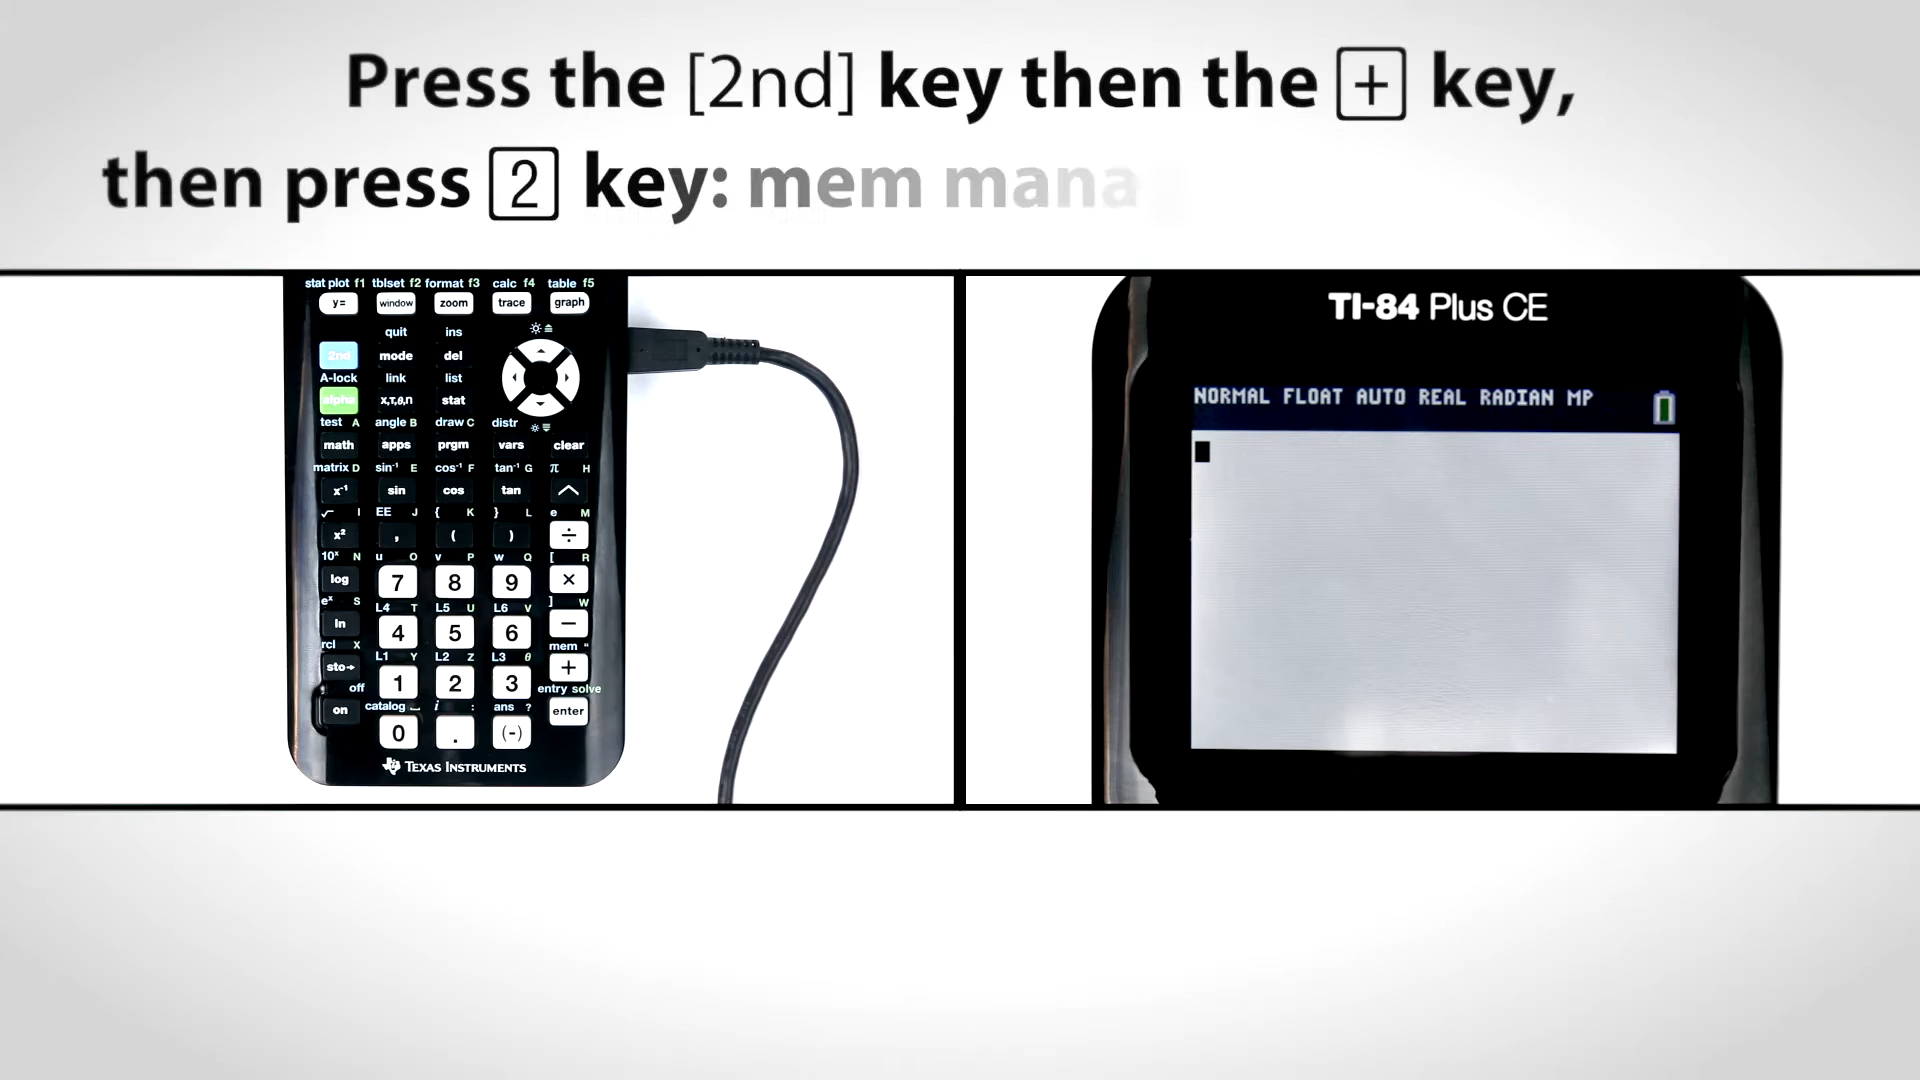 Press the [2nd] key then the + key,
then press 2 key: mem mana
stat plot f1 tblset f2 format f3 calc f4 table f5
y= window zoom trace graph
quit ins
2nd mode del
A-lock link list
alpha x,τ,θ,n stat
test A angle B draw C distr
math apps prgm vars clear
matrix D sin⁻¹ E cos⁻¹ F tan⁻¹ G π H
x⁻¹ sin cos tan ^
√ I EE J { K } L e M
x² , ( ) ÷
10ˣ N u O v P w Q [ R
log 7 8 9 ×
eˣ S L4 T L5 U L6 V ] W
ln 4 5 6 −
rcl X L1 Y L2 Z L3 θ mem "
sto→ 1 2 3 +
off catalog i : ans ? entry solve
on 0 . (-) enter
TEXAS INSTRUMENTS
TI-84 Plus CE
NORMAL FLOAT AUTO REAL RADIAN MP